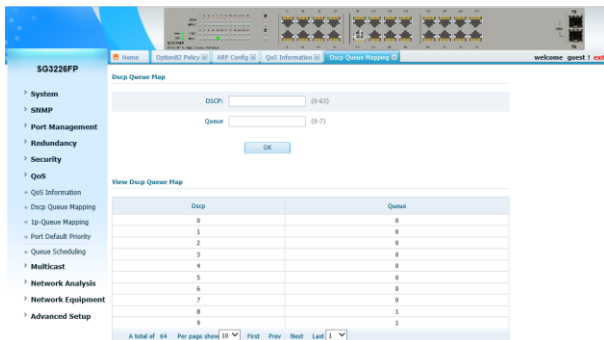 Home Option82 Policy ARP Config QoS Information Dscp Queue Mapping welcome guest ! exit
SG3226FP
System
SNMP
Port Management
Redundancy
Security
QoS
QoS Information
Dscp Queue Mapping
1p-Queue Mapping
Port Default Priority
Queue Scheduling
Multicast
Network Analysis
Network Equipment
Advanced Setup
Dscp Queue Map
DSCP: (0-63)
Queue (0-7)
OK
View Dscp Queue Map
Dscp Queue
0 0
1 0
2 0
3 0
4 0
5 0
6 0
7 0
8 1
9 1
A total of 64 Per page show 10 First Prev Next Last 1